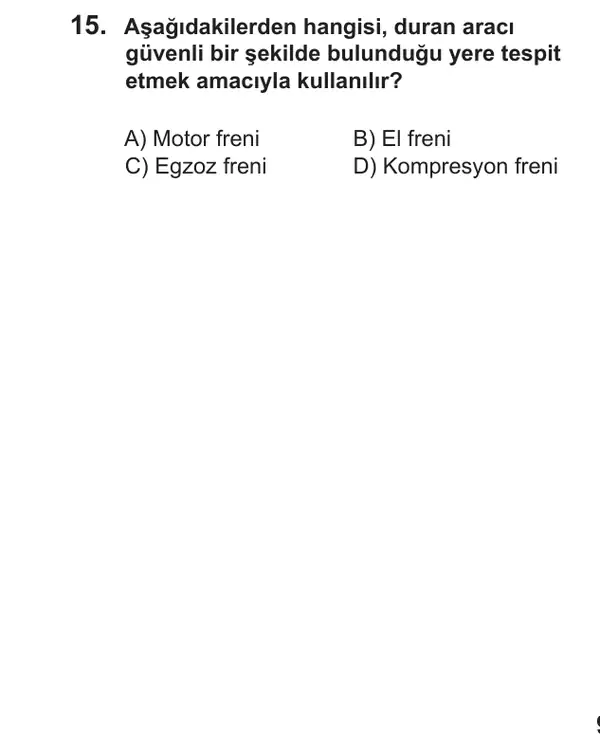 15. Aşağıdakilerden hangisi, duran aracı
güvenli bir şekilde bulunduğu yere tespit
etmek amacıyla kullanılır?
A) Motor freni B) El freni
C) Egzoz freni D) Kompresyon freni